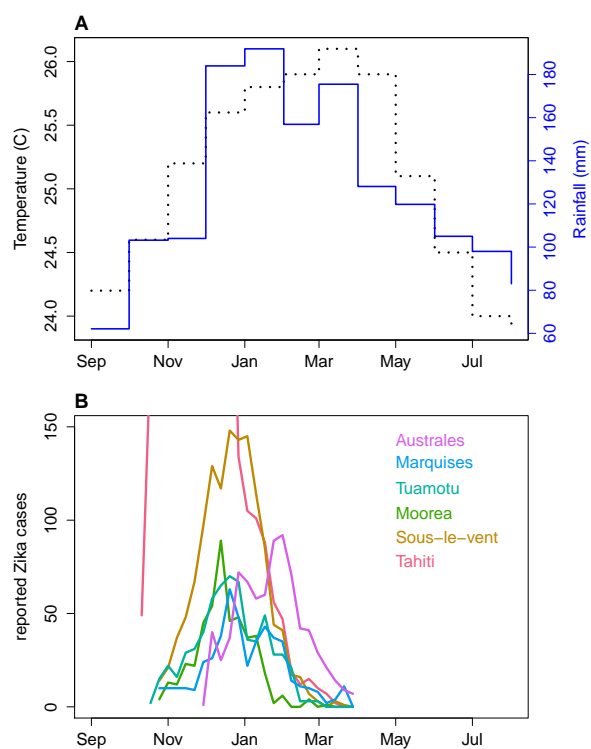 A
26.0
25.5
25.0
24.5
24.0
Temperature (C)
180
160
140
120
100
80
60
Rainfall (mm)
Sep Nov Jan Mar May Jul
B
150
100
50
0
reported Zika cases
Australes
Marquises
Tuamotu
Moorea
Sous−le−vent
Tahiti
Sep Nov Jan Mar May Jul